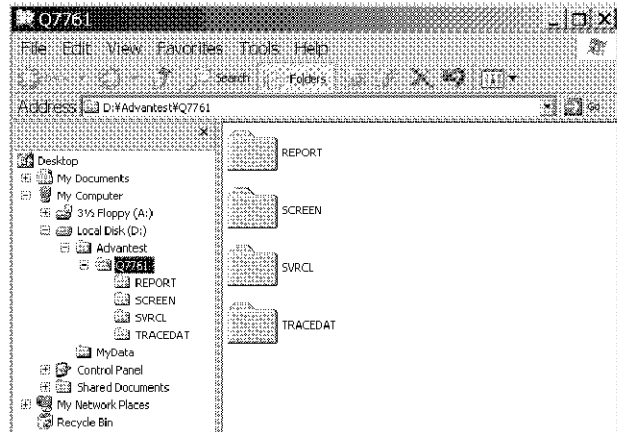 Q7761
File Edit View Favorites Tools Help
Search Folders
Address D:¥Advantest¥Q7761 Go
Desktop
My Documents
My Computer
3½ Floppy (A:)
Local Disk (D:)
Advantest
Q7761
REPORT
SCREEN
SVRCL
TRACEDAT
MyData
Control Panel
Shared Documents
My Network Places
Recycle Bin
REPORT
SCREEN
SVRCL
TRACEDAT